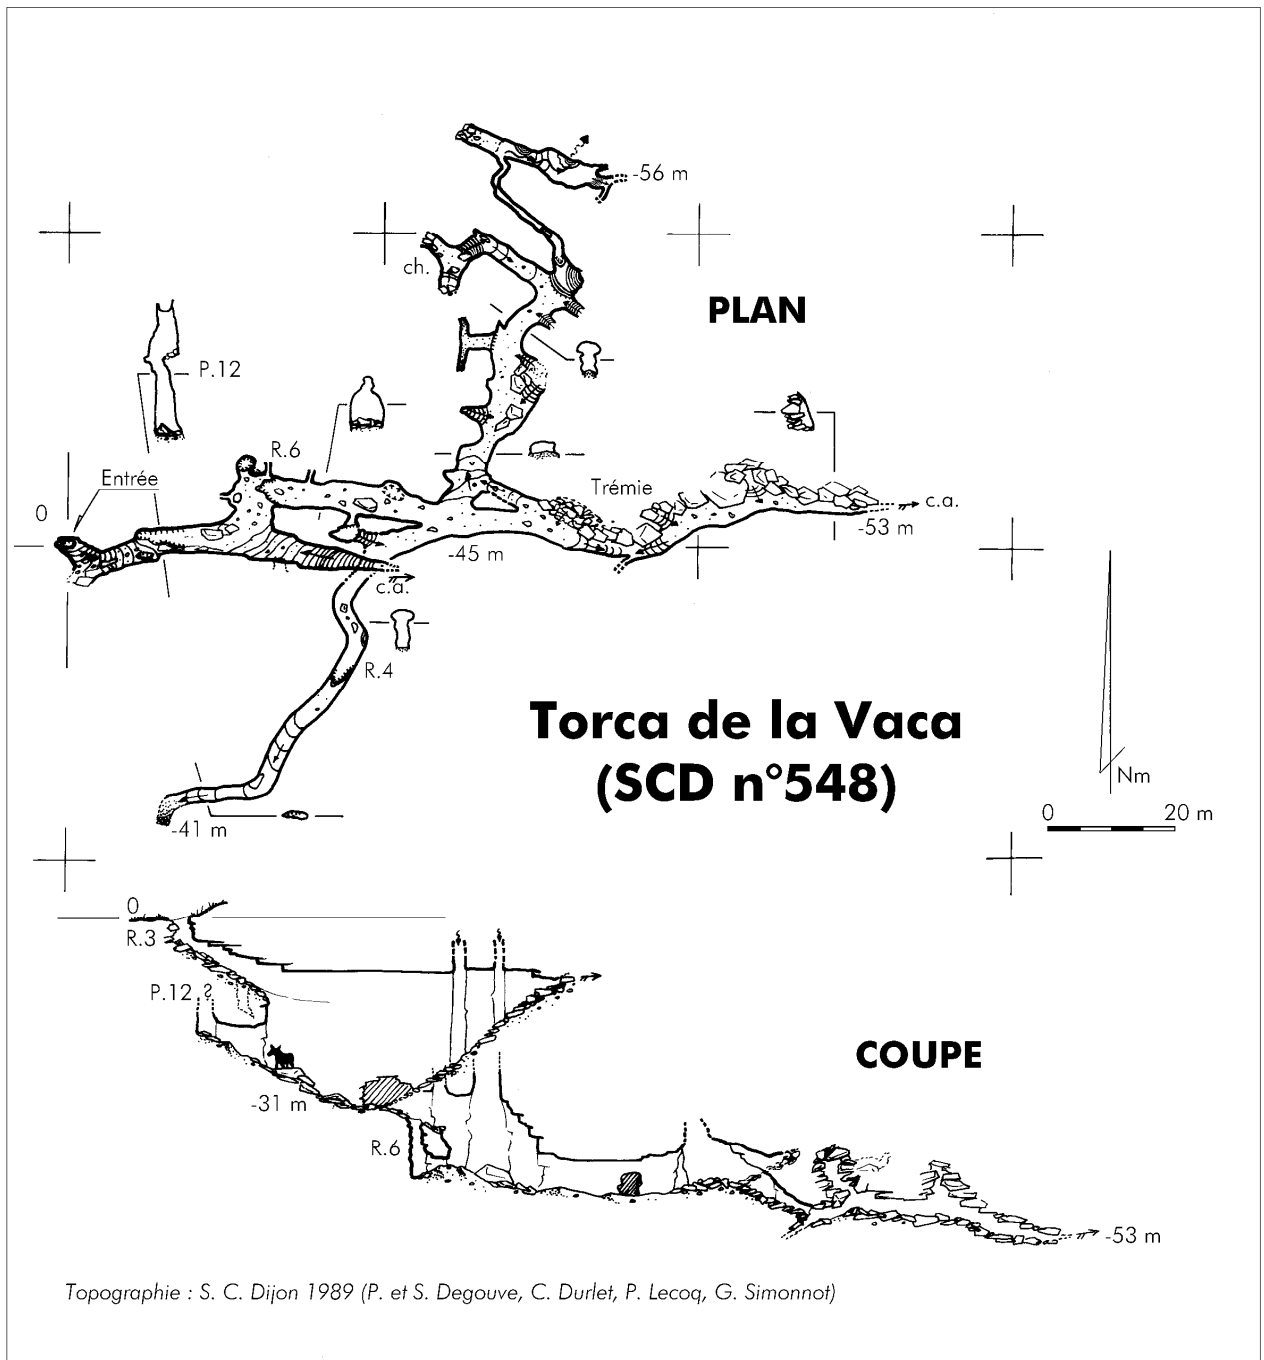 -56 m
ch.
PLAN
P.12
R.6
Entrée
Trémie
0
c.a.
-53 m
-45 m
c.a.
R.4
Torca de la Vaca
(SCD n°548)
Nm
0 20 m
-41 m
0
R.3
P.12 ?
COUPE
-31 m
R.6
-53 m
Topographie : S. C. Dijon 1989 (P. et S. Degouve, C. Durlet, P. Lecoq, G. Simonnot)